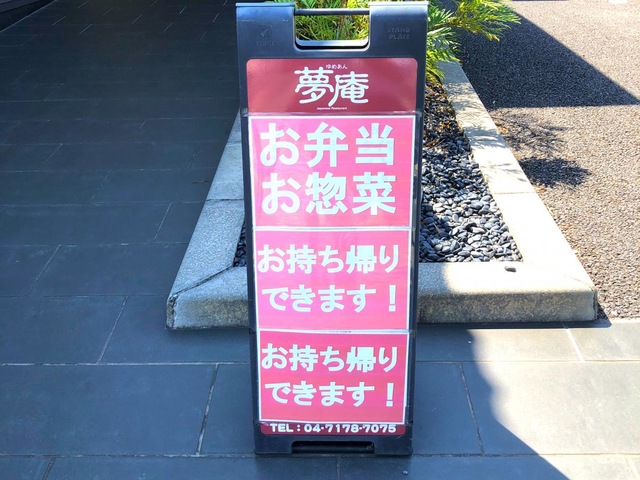 ゆめあん
夢庵
Japanese Restaurant
お弁当
お惣菜
お持ち帰り
できます!
お持ち帰り
できます!
TEL:04-7178-7075